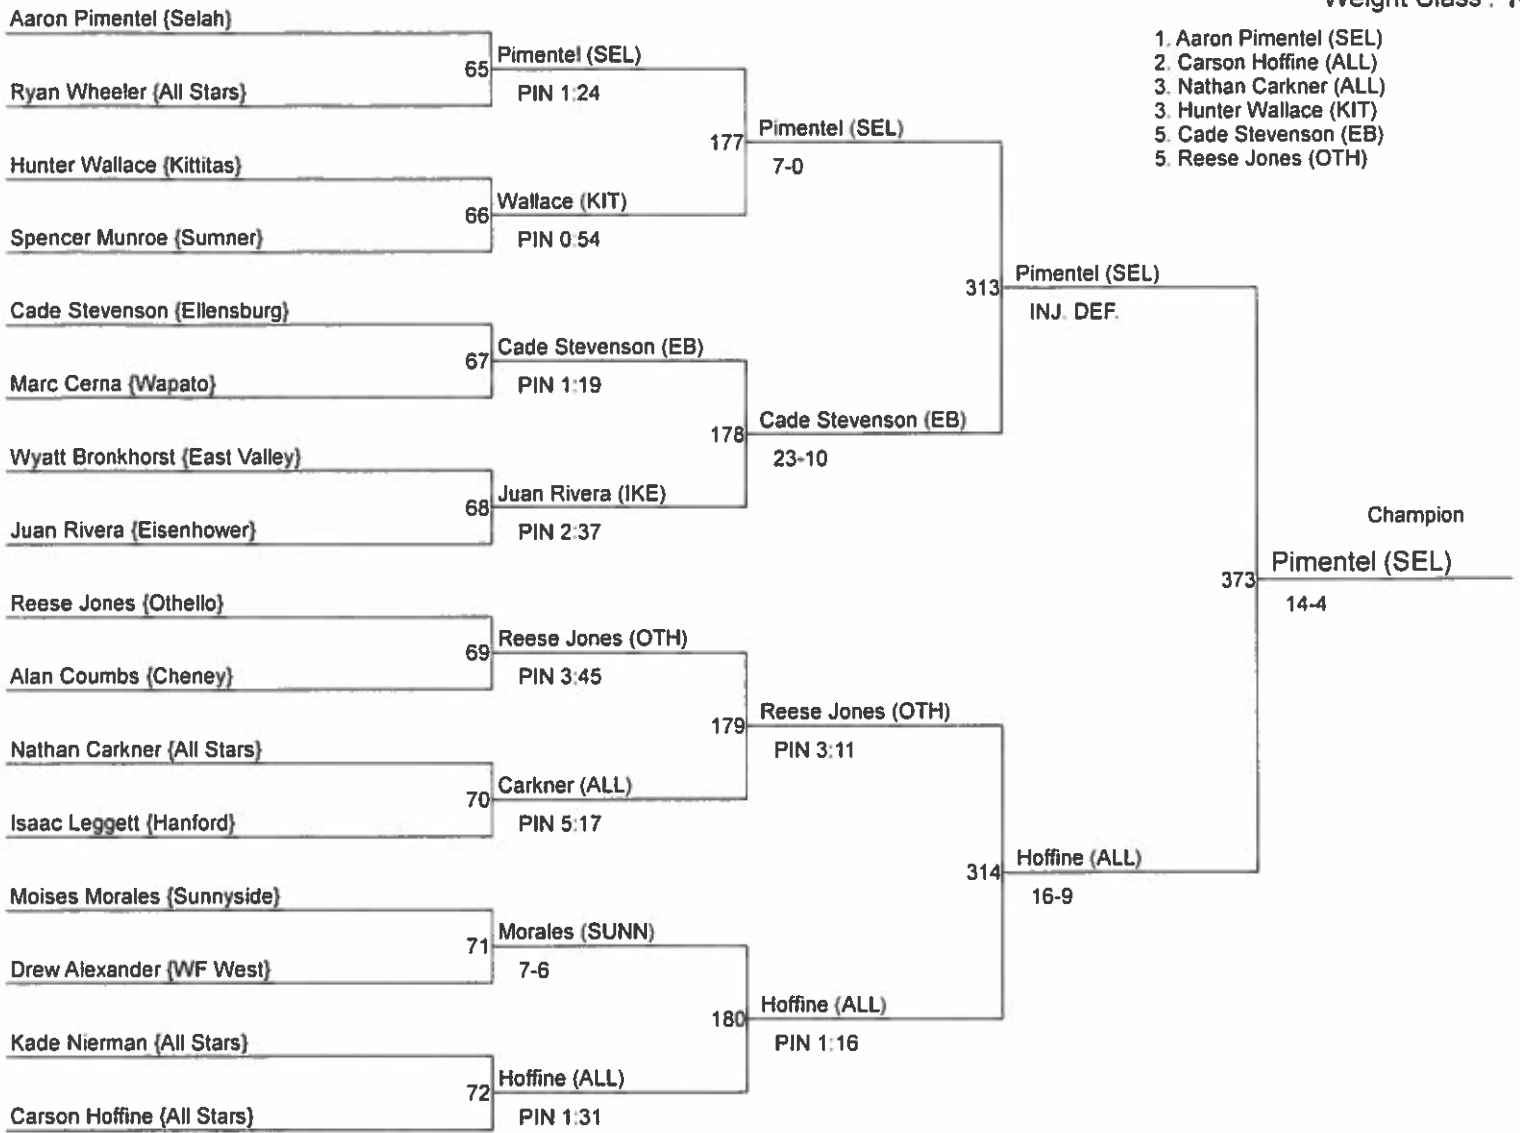 Weight Class :
Aaron Pimentel {Selah}
Ryan Wheeler {All Stars}
Hunter Wallace {Kittitas}
Spencer Munroe {Sumner}
Cade Stevenson {Ellensburg}
Marc Cerna {Wapato}
Wyatt Bronkhorst {East Valley}
Juan Rivera {Eisenhower}
Reese Jones {Othello}
Alan Coumbs {Cheney}
Nathan Carkner {All Stars}
Isaac Leggett {Hanford}
Moises Morales {Sunnyside}
Drew Alexander {WF West}
Kade Nierman {All Stars}
Carson Hoffine {All Stars}
65 Pimentel (SEL)
PIN 1:24
66 Wallace (KIT)
PIN 0:54
67 Cade Stevenson (EB)
PIN 1:19
68 Juan Rivera (IKE)
PIN 2:37
69 Reese Jones (OTH)
PIN 3:45
70 Carkner (ALL)
PIN 5:17
71 Morales (SUNN)
7-6
72 Hoffine (ALL)
PIN 1:31
177 Pimentel (SEL)
7-0
178 Cade Stevenson (EB)
23-10
179 Reese Jones (OTH)
PIN 3:11
180 Hoffine (ALL)
PIN 1:16
313 Pimentel (SEL)
INJ. DEF.
314 Hoffine (ALL)
16-9
Champion
373 Pimentel (SEL)
14-4
1. Aaron Pimentel (SEL)
2. Carson Hoffine (ALL)
3. Nathan Carkner (ALL)
3. Hunter Wallace (KIT)
5. Cade Stevenson (EB)
5. Reese Jones (OTH)